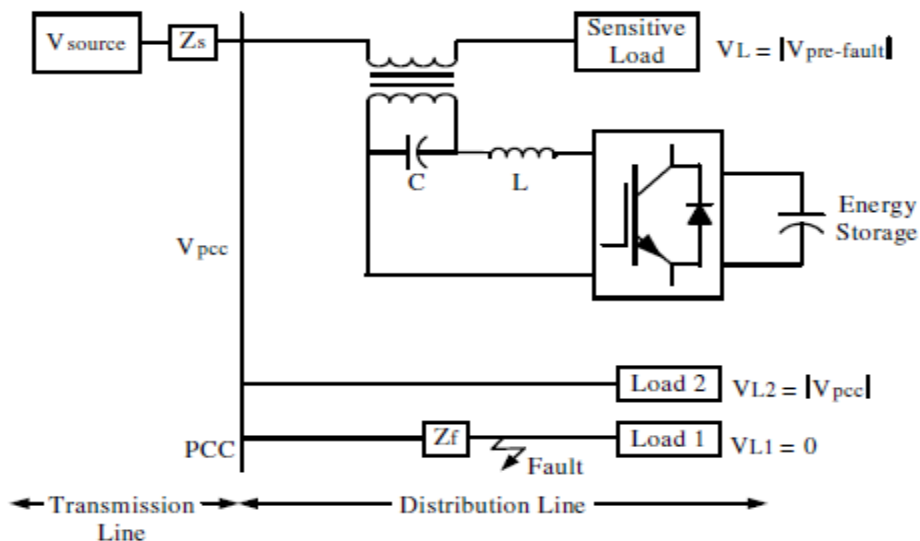 Vsource
Zs
Sensitive
Load
VL = |Vpre-fault|
C
L
Energy
Storage
Vpcc
Load 2
VL2 = |Vpcc|
PCC
Zf
Load 1
VL1 = 0
Fault
Transmission
Line
Distribution Line